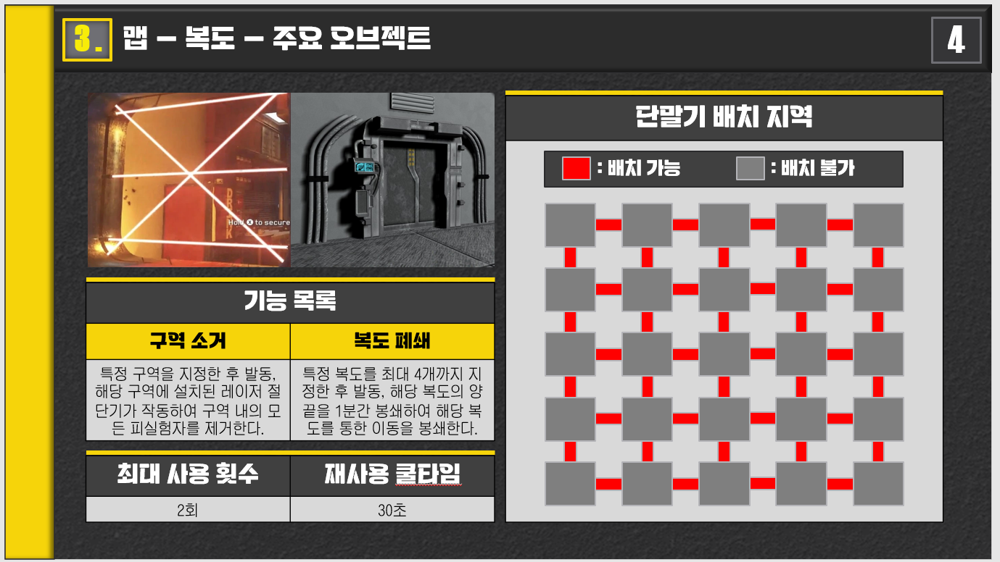 3.
맵 – 복도 – 주요 오브젝트
4
Hold X to secure
기능 목록
구역 소거
복도 폐쇄
특정 구역을 지정한 후 발동,
해당 구역에 설치된 레이저 절
단기가 작동하여 구역 내의 모
든 피실험자를 제거한다.
특정 복도를 최대 4개까지 지
정한 후 발동, 해당 복도의 양
끝을 1분간 봉쇄하여 해당 복
도를 통한 이동을 봉쇄한다.
최대 사용 횟수
재사용 쿨타임
2회
30초
단말기 배치 지역
: 배치 가능
: 배치 불가